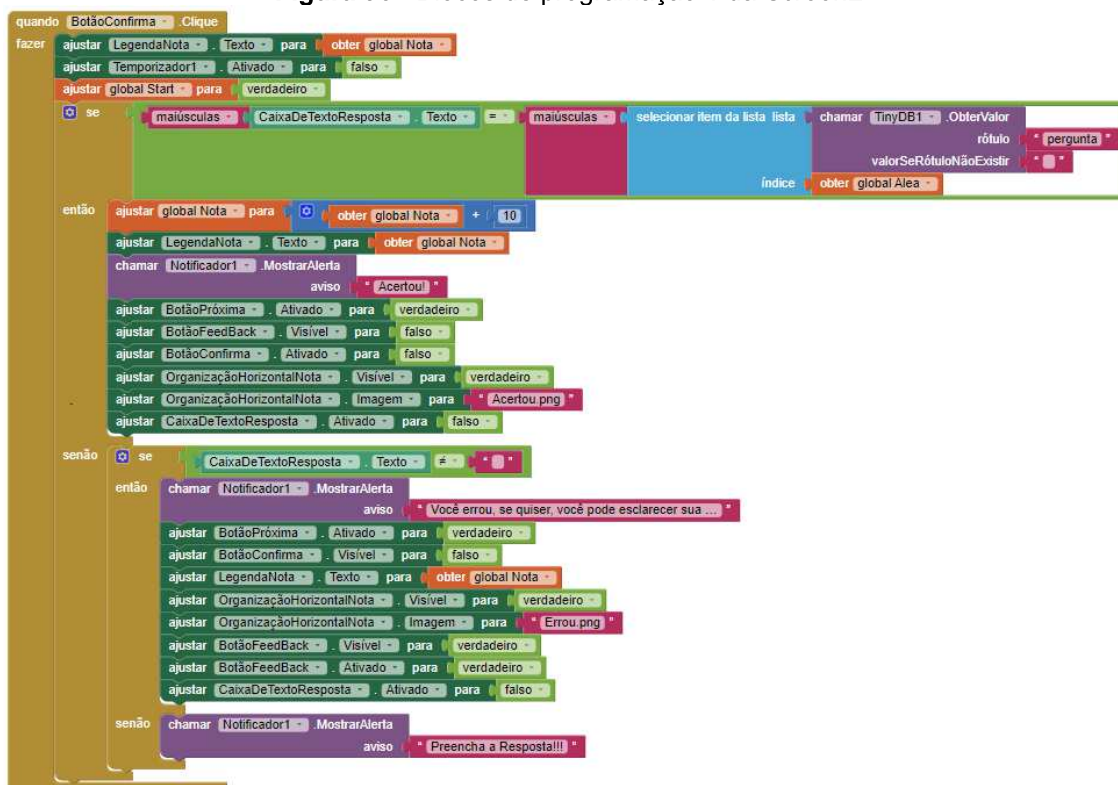 quando BotãoConfirma .Clique
fazer ajustar LegendaNota . Texto para obter global Nota
ajustar Temporizador1 . Ativado para falso
ajustar global Start para verdadeiro
se maiúsculas CaixaDeTextoResposta . Texto = maiúsculas selecionar item da lista lista chamar TinyDB1 .ObterValor
rótulo " pergunta "
valorSeRótuloNãoExistir " "
índice obter global Alea
então ajustar global Nota para obter global Nota + 10
ajustar LegendaNota . Texto para obter global Nota
chamar Notificador1 .MostrarAlerta
aviso " Acertou! "
ajustar BotãoPróxima . Ativado para verdadeiro
ajustar BotãoFeedBack . Visível para falso
ajustar BotãoConfirma . Ativado para falso
ajustar OrganizaçãoHorizontalNota . Visível para verdadeiro
ajustar OrganizaçãoHorizontalNota . Imagem para " Acertou.png "
ajustar CaixaDeTextoResposta . Ativado para falso
senão se CaixaDeTextoResposta . Texto ≠ " "
então chamar Notificador1 .MostrarAlerta
aviso " Você errou, se quiser, você pode esclarecer sua ... "
ajustar BotãoPróxima . Ativado para verdadeiro
ajustar BotãoConfirma . Visível para falso
ajustar LegendaNota . Texto para obter global Nota
ajustar OrganizaçãoHorizontalNota . Visível para verdadeiro
ajustar OrganizaçãoHorizontalNota . Imagem para " Errou.png "
ajustar BotãoFeedBack . Visível para verdadeiro
ajustar BotãoFeedBack . Ativado para verdadeiro
ajustar CaixaDeTextoResposta . Ativado para falso
senão chamar Notificador1 .MostrarAlerta
aviso " Preencha a Resposta!!! "